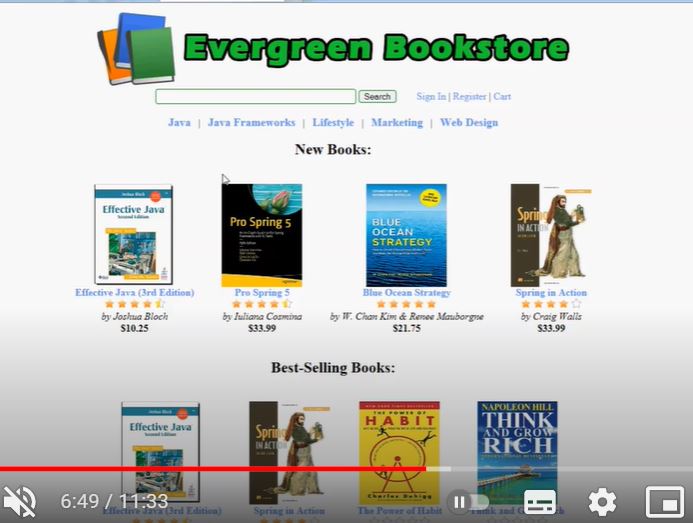 Evergreen Bookstore
Search
Sign In | Register | Cart
Java | Java Frameworks | Lifestyle | Marketing | Web Design
New Books:
Joshua Bloch
Effective Java
Second Edition
Pro Spring 5
BLUE
OCEAN
STRATEGY
Spring
IN ACTION
Effective Java (3rd Edition)
Pro Spring 5
Blue Ocean Strategy
Spring in Action
by Joshua Bloch
by Iuliana Cosmina
by W. Chan Kim & Renee Mauborgne
by Craig Walls
$10.25
$33.99
$21.75
$33.99
Best-Selling Books:
Joshua Bloch
Effective Java
Second Edition
Spring
IN ACTION
THE POWER OF
HABIT
Charles Duhigg
NAPOLEON HILL
THINK
AND GROW
RICH
6:49 / 11:33
Effective Java (3rd Edition)
Spring in Action
The Power of Habit